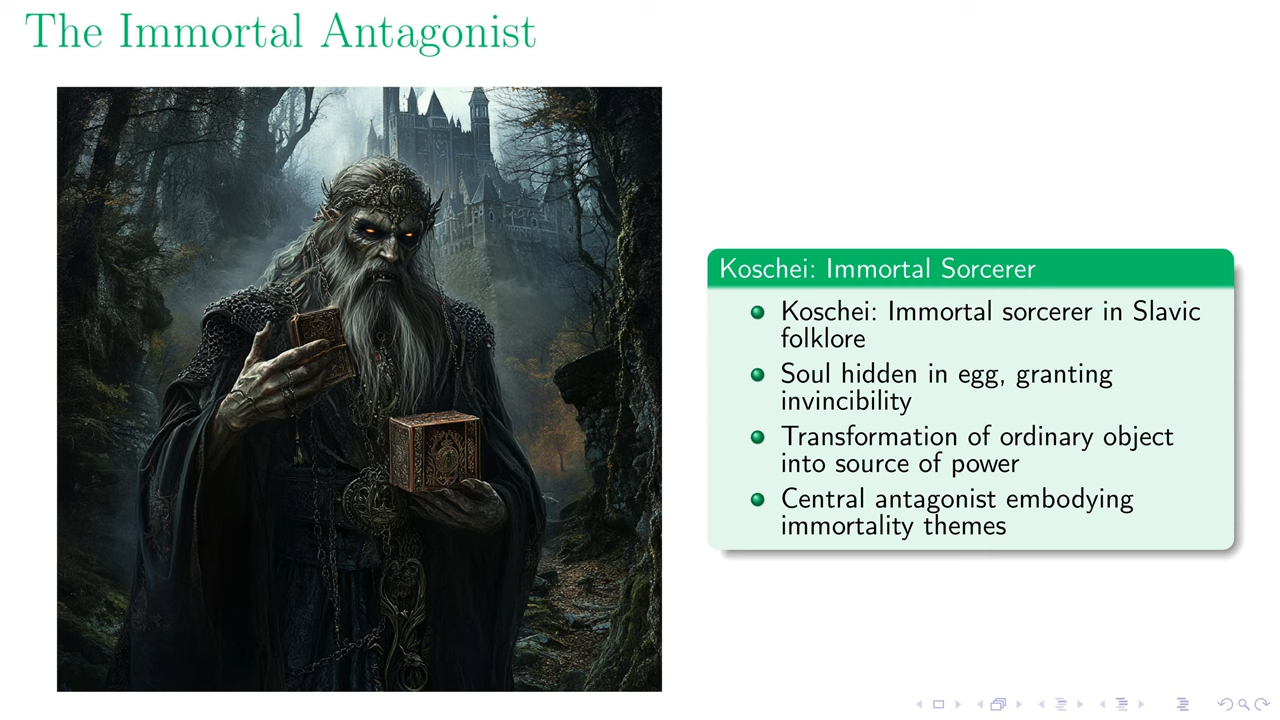 The Immortal Antagonist
Koschei: Immortal Sorcerer
Koschei: Immortal sorcerer in Slavic
folklore
Soul hidden in egg, granting
invincibility
Transformation of ordinary object
into source of power
Central antagonist embodying
immortality themes